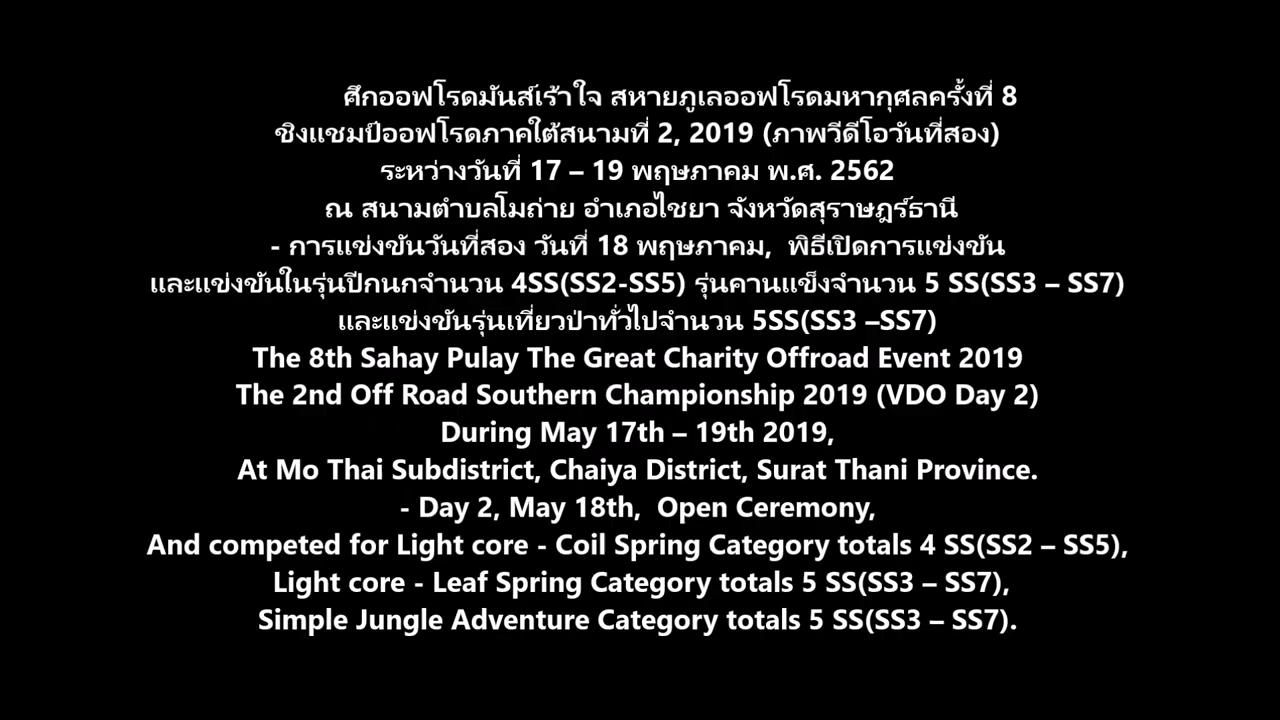 ศึกออฟโรดมันส์เร้าใจ สหายภูเลออฟโรดมหากุศลครั้งที่ 8
ชิงแชมป์ออฟโรดภาคใต้สนามที่ 2, 2019 (ภาพวีดีโอวันที่สอง)
ระหว่างวันที่ 17 – 19 พฤษภาคม พ.ศ. 2562
ณ สนามตำบลโมถ่าย อำเภอไชยา จังหวัดสุราษฎร์ธานี
- การแข่งขันวันที่สอง วันที่ 18 พฤษภาคม, พิธีเปิดการแข่งขัน
และแข่งขันในรุ่นปีกนกจำนวน 4SS(SS2-SS5) รุ่นคานแข็งจำนวน 5 SS(SS3 – SS7)
และแข่งขันรุ่นเที่ยวป่าทั่วไปจำนวน 5SS(SS3 –SS7)
The 8th Sahay Pulay The Great Charity Offroad Event 2019
The 2nd Off Road Southern Championship 2019 (VDO Day 2)
During May 17th – 19th 2019,
At Mo Thai Subdistrict, Chaiya District, Surat Thani Province.
- Day 2, May 18th, Open Ceremony,
And competed for Light core - Coil Spring Category totals 4 SS(SS2 – SS5),
Light core - Leaf Spring Category totals 5 SS(SS3 – SS7),
Simple Jungle Adventure Category totals 5 SS(SS3 – SS7).